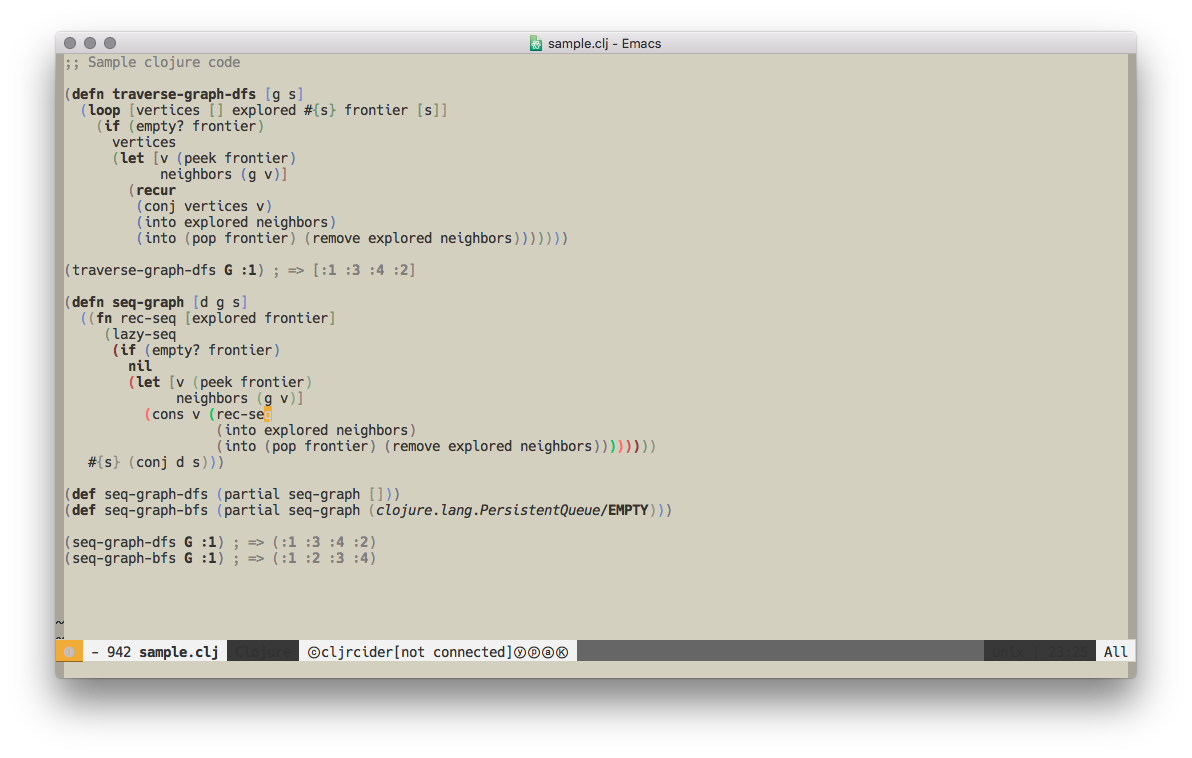 sample.clj - Emacs
;; Sample clojure code

(defn traverse-graph-dfs [g s]
  (loop [vertices [] explored #{s} frontier [s]]
    (if (empty? frontier)
      vertices
      (let [v (peek frontier)
            neighbors (g v)]
        (recur
         (conj vertices v)
         (into explored neighbors)
         (into (pop frontier) (remove explored neighbors)))))))

(traverse-graph-dfs G :1) ; => [:1 :3 :4 :2]

(defn seq-graph [d g s]
  ((fn rec-seq [explored frontier]
     (lazy-seq
      (if (empty? frontier)
        nil
        (let [v (peek frontier)
              neighbors (g v)]
          (cons v (rec-seq
                   (into explored neighbors)
                   (into (pop frontier) (remove explored neighbors))))))))
   #{s} (conj d s)))

(def seq-graph-dfs (partial seq-graph []))
(def seq-graph-bfs (partial seq-graph (clojure.lang.PersistentQueue/EMPTY)))

(seq-graph-dfs G :1) ; => (:1 :3 :4 :2)
(seq-graph-bfs G :1) ; => (:1 :2 :3 :4)
~
~
- 942 sample.clj Clojure ⓒcljrcider[not connected]ⓨⓟⓐⓀ unix | 23:26 All